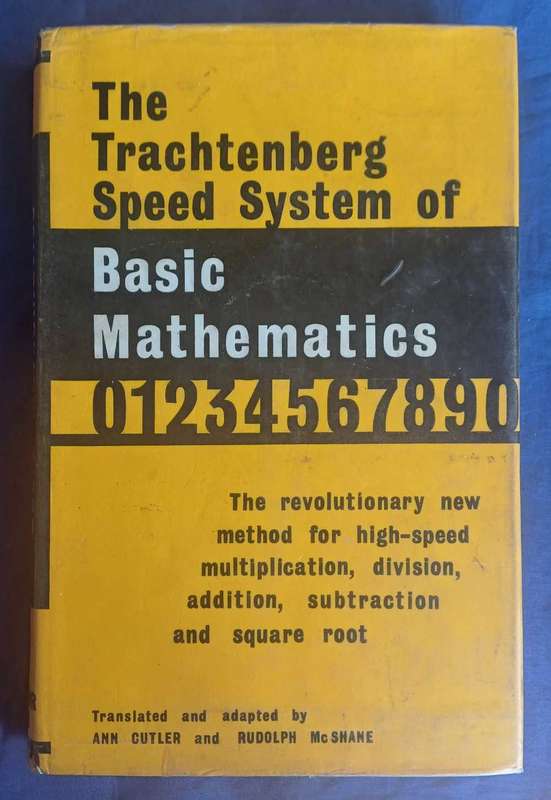 The
Trachtenberg
Speed System of
Basic
Mathematics
01234567890
The revolutionary new
method for high-speed
multiplication, division,
addition, subtraction
and square root
Translated and adapted by
ANN CUTLER and RUDOLPH McSHANE